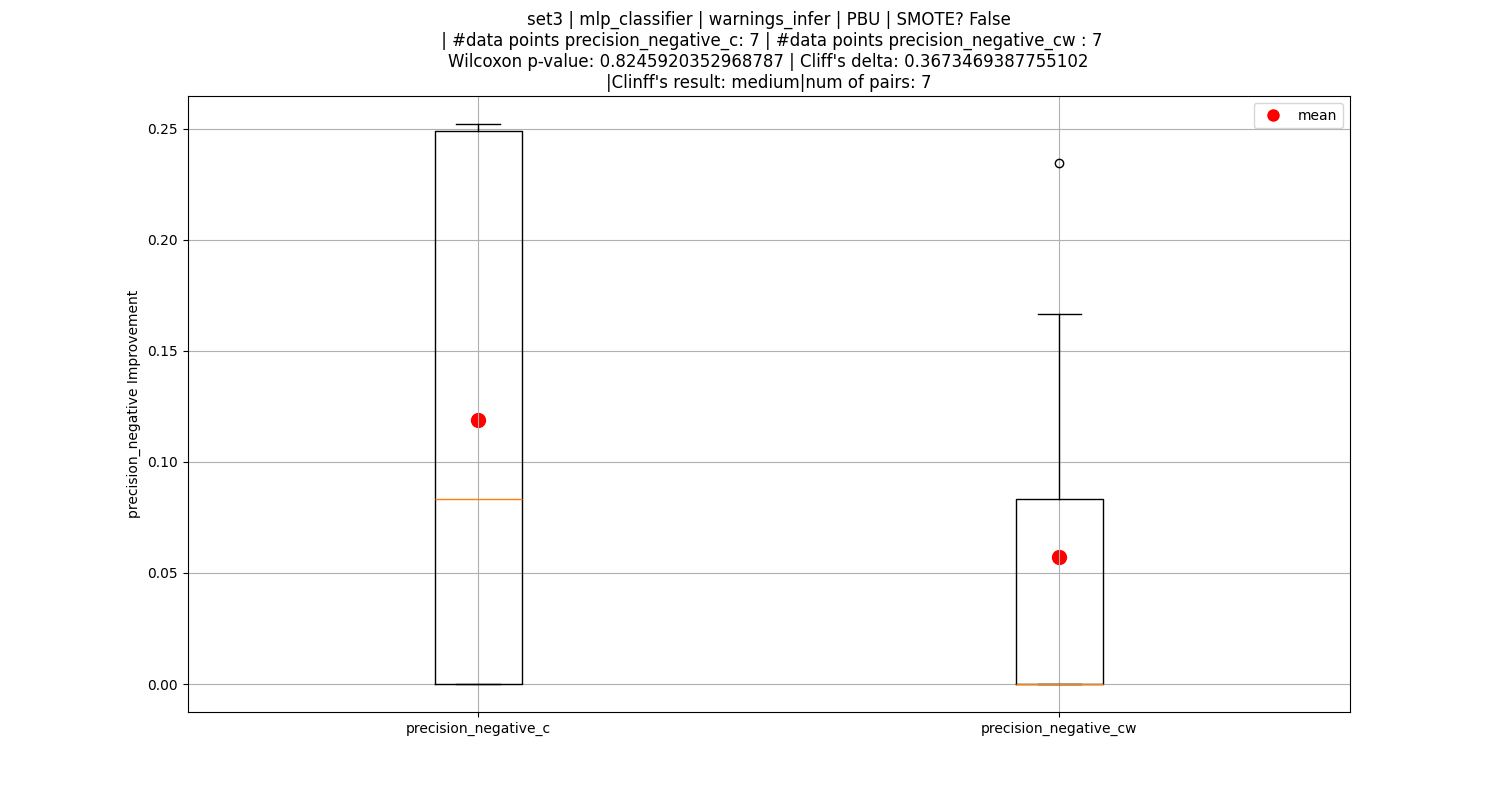 set3 | mlp_classifier | warnings_infer | PBU | SMOTE? False
| #data points precision_negative_c: 7 | #data points precision_negative_cw : 7
Wilcoxon p-value: 0.8245920352968787 | Cliff's delta: 0.3673469387755102
|Clinff's result: medium|num of pairs: 7
mean
precision_negative Improvement
0.25
0.20
0.15
0.10
0.05
0.00
precision_negative_c
precision_negative_cw